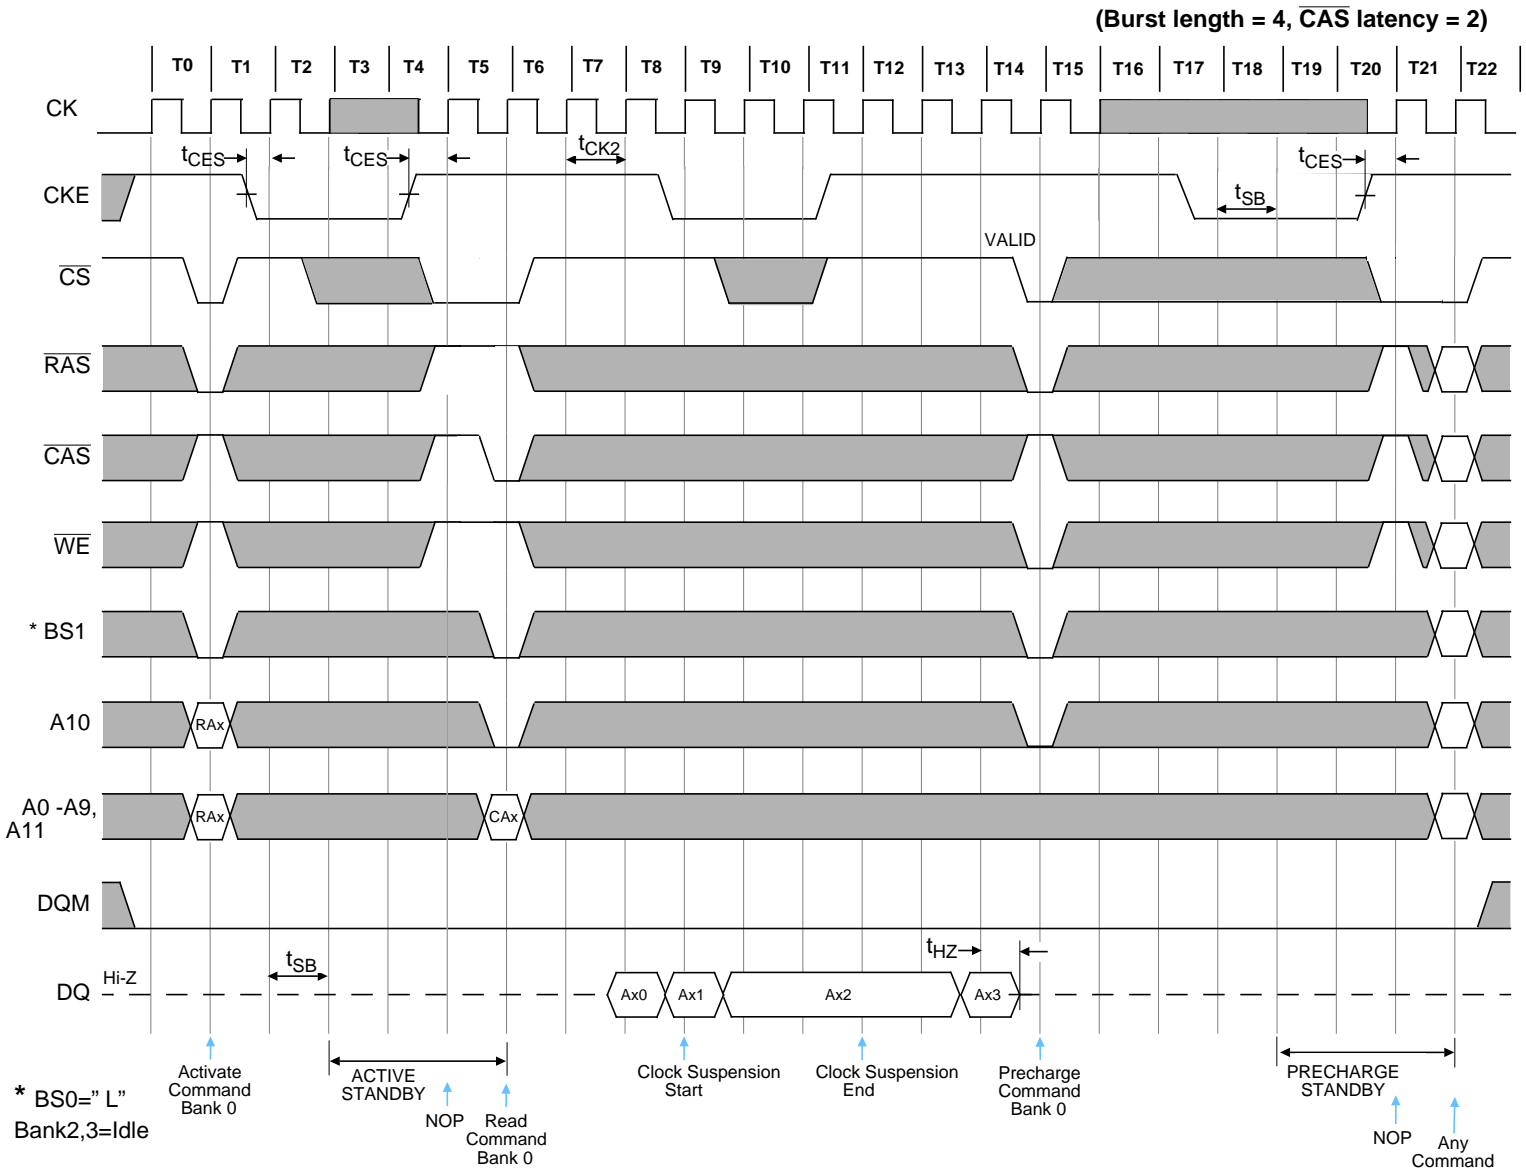 (Burst length = 4, CAS latency = 2)
T0 T1 T2 T3 T4 T5 T6 T7 T8 T9 T10 T11 T12 T13 T14 T15 T16 T17 T18 T19 T20 T21 T22
CK
tCES tCES tCK2 tCES
CKE
tSB
VALID
CS
RAS
CAS
WE
* BS1
A10
RAx
A0 -A9,
A11
RAx CAx
DQM
tHZ
tSB
Hi-Z
DQ
Ax0 Ax1 Ax2 Ax3
Activate
Command
Bank 0
ACTIVE
STANDBY
NOP
Read
Command
Bank 0
Clock Suspension
Start
Clock Suspension
End
Precharge
Command
Bank 0
PRECHARGE
STANDBY
NOP
Any
Command
* BS0=” L”
Bank2,3=Idle